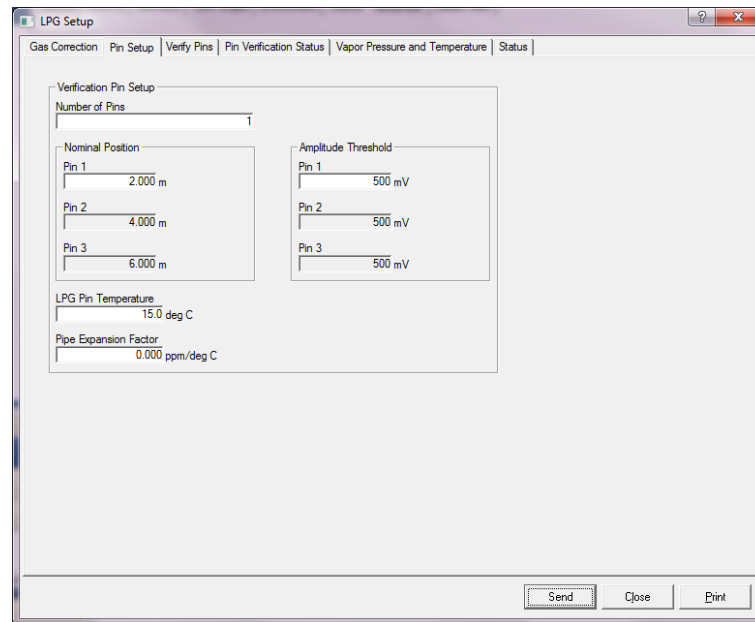 LPG Setup
Gas Correction Pin Setup Verify Pins Pin Verification Status Vapor Pressure and Temperature Status
Verification Pin Setup
Number of Pins
1
Nominal Position
Pin 1
2.000 m
Pin 2
4.000 m
Pin 3
6.000 m
Amplitude Threshold
Pin 1
500 mV
Pin 2
500 mV
Pin 3
500 mV
LPG Pin Temperature
15.0 deg C
Pipe Expansion Factor
0.000 ppm/deg C
Send Close Print